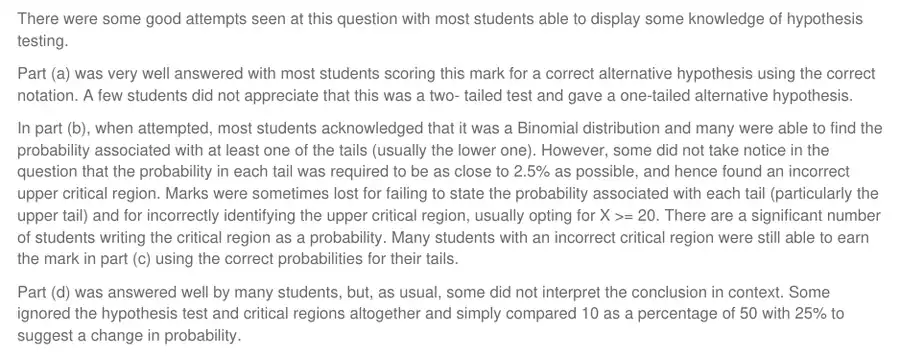 There were some good attempts seen at this question with most students able to display some knowledge of hypothesis
testing.
Part (a) was very well answered with most students scoring this mark for a correct alternative hypothesis using the correct
notation. A few students did not appreciate that this was a two- tailed test and gave a one-tailed alternative hypothesis.
In part (b), when attempted, most students acknowledged that it was a Binomial distribution and many were able to find the
probability associated with at least one of the tails (usually the lower one). However, some did not take notice in the
question that the probability in each tail was required to be as close to 2.5% as possible, and hence found an incorrect
upper critical region. Marks were sometimes lost for failing to state the probability associated with each tail (particularly the
upper tail) and for incorrectly identifying the upper critical region, usually opting for X >= 20. There are a significant number
of students writing the critical region as a probability. Many students with an incorrect critical region were still able to earn
the mark in part (c) using the correct probabilities for their tails.
Part (d) was answered well by many students, but, as usual, some did not interpret the conclusion in context. Some
ignored the hypothesis test and critical regions altogether and simply compared 10 as a percentage of 50 with 25% to
suggest a change in probability.